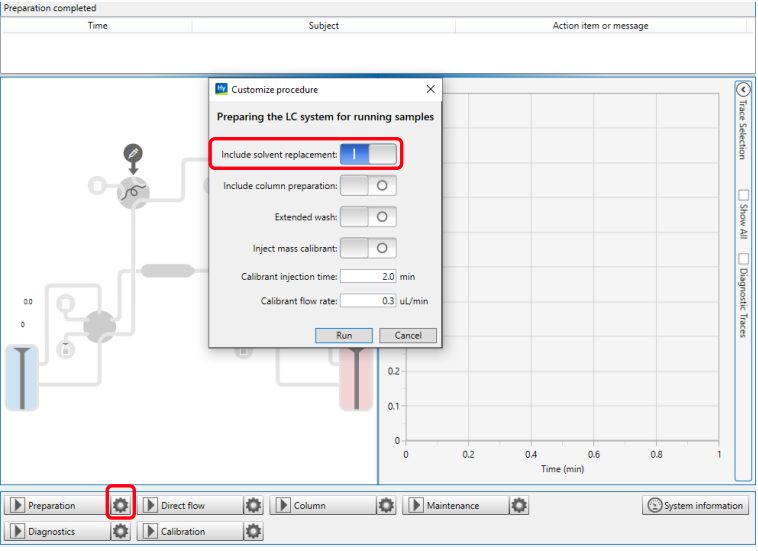 Preparation completed
Time Subject Action item or message
Hy Customize procedure
Preparing the LC system for running samples
Include solvent replacement:
Include column preparation:
Extended wash:
Inject mass calibrant:
Calibrant injection time: 2.0 min
Calibrant flow rate: 0.3 uL/min
Run Cancel
0.0
0
0.2
0.1
0
0 0.2 0.4 0.6 0.8 1
Time (min)
Trace Selection
Show All
Diagnostic Traces
Preparation Direct flow Column Maintenance System information
Diagnostics Calibration